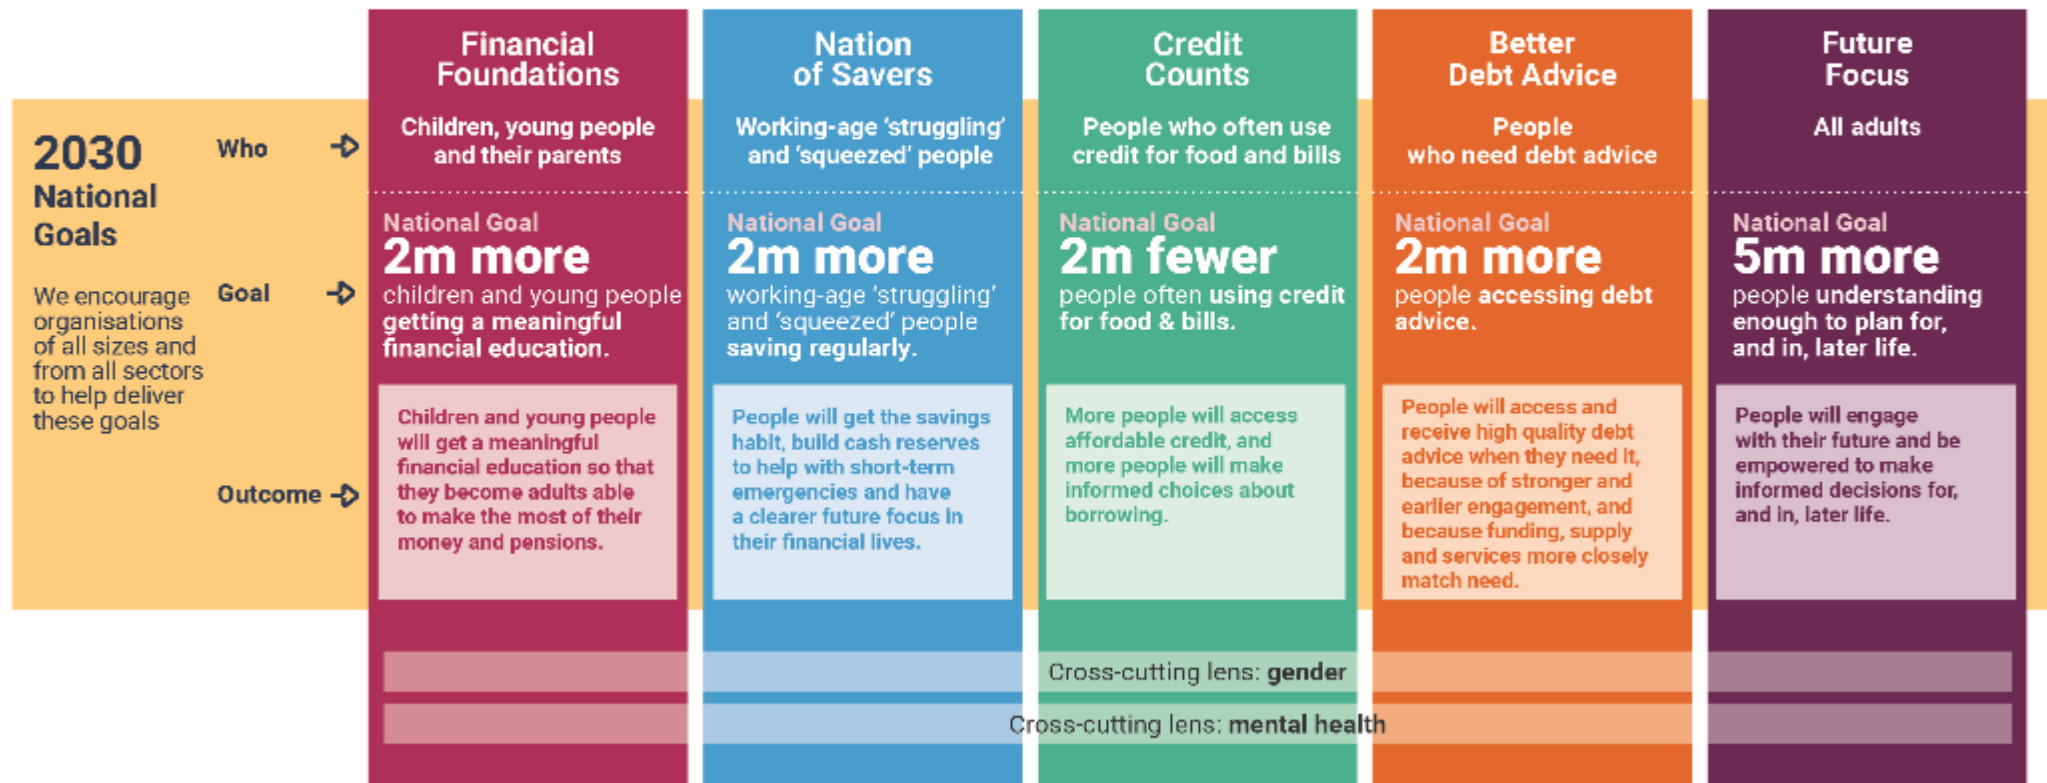 2030
National
Goals
We encourage
organisations
of all sizes and
from all sectors
to help deliver
these goals
Who
Goal
Outcome
Financial
Foundations
Children, young people
and their parents
National Goal
2m more
children and young people
getting a meaningful
financial education.
Children and young people
will get a meaningful
financial education so that
they become adults able
to make the most of their
money and pensions.
Nation
of Savers
Working-age ‘struggling’
and ‘squeezed’ people
National Goal
2m more
working-age ‘struggling’
and ‘squeezed’ people
saving regularly.
People will get the savings
habit, build cash reserves
to help with short-term
emergencies and have
a clearer future focus in
their financial lives.
Credit
Counts
People who often use
credit for food and bills
National Goal
2m fewer
people often using credit
for food & bills.
More people will access
affordable credit, and
more people will make
informed choices about
borrowing.
Better
Debt Advice
People
who need debt advice
National Goal
2m more
people accessing debt
advice.
People will access and
receive high quality debt
advice when they need it,
because of stronger and
earlier engagement, and
because funding, supply
and services more closely
match need.
Future
Focus
All adults
National Goal
5m more
people understanding
enough to plan for,
and in, later life.
People will engage
with their future and be
empowered to make
informed decisions for,
and in, later life.
Cross-cutting lens: gender
Cross-cutting lens: mental health